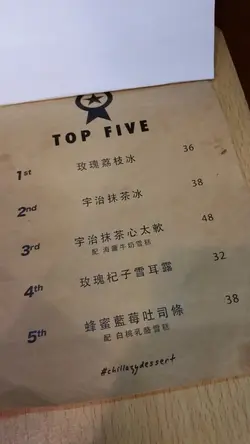 TOP FIVE
1st 玫瑰荔枝冰 36
2nd 宇治抹茶冰 38
3rd 宇治抹茶心太軟 48
配 海鹽牛奶雪糕
4th 玫瑰杞子雪耳露 32
5th 蜂蜜藍莓吐司條 38
配 白桃乳酪雪糕
#chillaxydessert